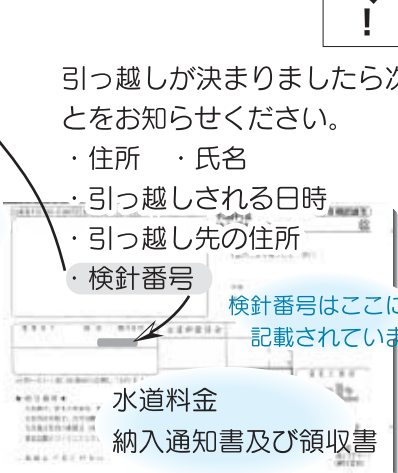 !
引っ越しが決まりましたら次
とをお知らせください。
・住所　・氏名
・引っ越しされる日時
・引っ越し先の住所
・検針番号
検針番号はここに
記載されていま
水道料金
納入通知書及び領収書